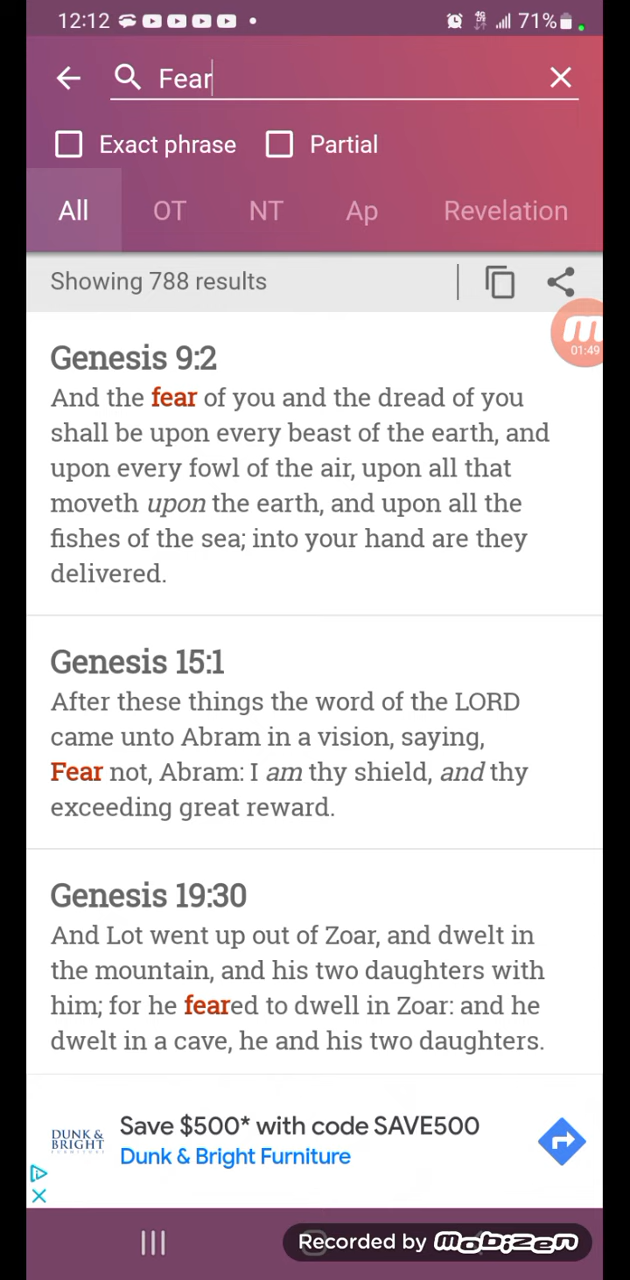 12:12 71%
Fear
Exact phrase Partial
All OT NT Ap Revelation
Showing 788 results
01:49
Genesis 9:2
And the fear of you and the dread of you
shall be upon every beast of the earth, and
upon every fowl of the air, upon all that
moveth upon the earth, and upon all the
fishes of the sea; into your hand are they
delivered.
Genesis 15:1
After these things the word of the LORD
came unto Abram in a vision, saying,
Fear not, Abram: I am thy shield, and thy
exceeding great reward.
Genesis 19:30
And Lot went up out of Zoar, and dwelt in
the mountain, and his two daughters with
him; for he feared to dwell in Zoar: and he
dwelt in a cave, he and his two daughters.
DUNK &
BRIGHT
FURNITURE
Save $500* with code SAVE500
Dunk & Bright Furniture
Recorded by mobizen